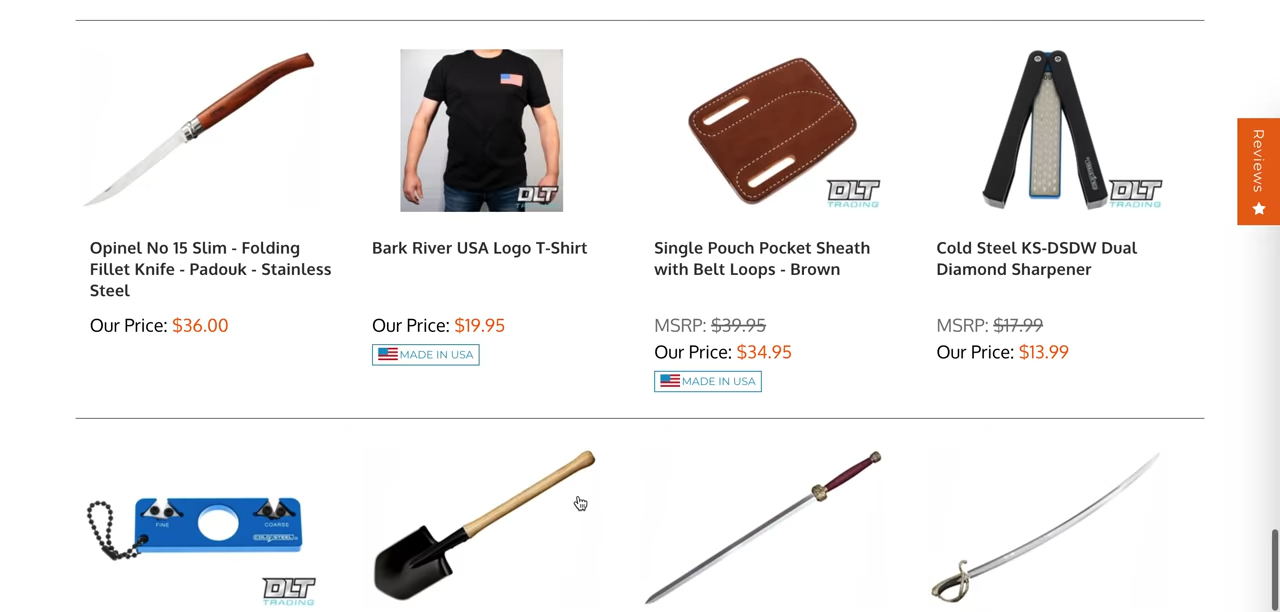 DLT
TRADING
DLT
TRADING
DLT
TRADING
Reviews
Opinel No 15 Slim - Folding
Fillet Knife - Padouk - Stainless
Steel
Our Price: $36.00
Bark River USA Logo T-Shirt
Our Price: $19.95
MADE IN USA
Single Pouch Pocket Sheath
with Belt Loops - Brown
MSRP: $39.95
Our Price: $34.95
MADE IN USA
Cold Steel KS-DSDW Dual
Diamond Sharpener
MSRP: $17.99
Our Price: $13.99
FINE
COARSE
COLD STEEL
DLT
TRADING